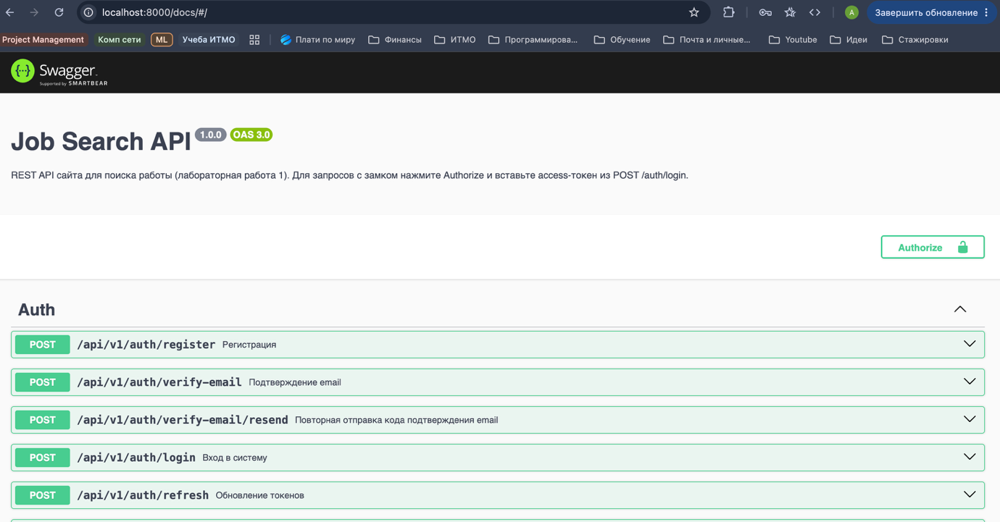 localhost:8000/docs/#/
A
Завершить обновление
Project Management Комп сети ML Учеба ИТМО Плати по миру Финансы ИТМО Программирова... Обучение Почта и личные... Youtube Идеи Стажировки
{···} Swagger.
Supported by SMARTBEAR
Job Search API 1.0.0 OAS 3.0
REST API сайта для поиска работы (лабораторная работа 1). Для запросов с замком нажмите Authorize и вставьте access-токен из POST /auth/login.
Authorize
Auth
POST /api/v1/auth/register Регистрация
POST /api/v1/auth/verify-email Подтверждение email
POST /api/v1/auth/verify-email/resend Повторная отправка кода подтверждения email
POST /api/v1/auth/login Вход в систему
POST /api/v1/auth/refresh Обновление токенов